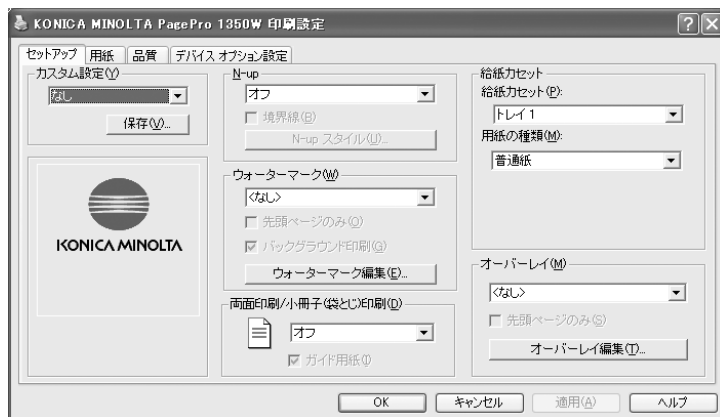 KONICA MINOLTA PagePro 1350W 印刷設定
セットアップ 用紙 品質 デバイス オプション設定
カスタム設定(Y)
なし
保存(V)...
KONICA MINOLTA
N-up
オフ
境界線(B)
N-up スタイル(U)...
ウォーターマーク(W)
<なし>
先頭ページのみ(O)
バックグラウンド印刷(G)
ウォーターマーク編集(E)...
両面印刷/小冊子(袋とじ)印刷(D)
オフ
ガイド用紙(I)
給紙カセット
給紙カセット(P):
トレイ 1
用紙の種類(M):
普通紙
オーバーレイ(M)
<なし>
先頭ページのみ(S)
オーバーレイ編集(T)...
OK キャンセル 適用(A) ヘルプ